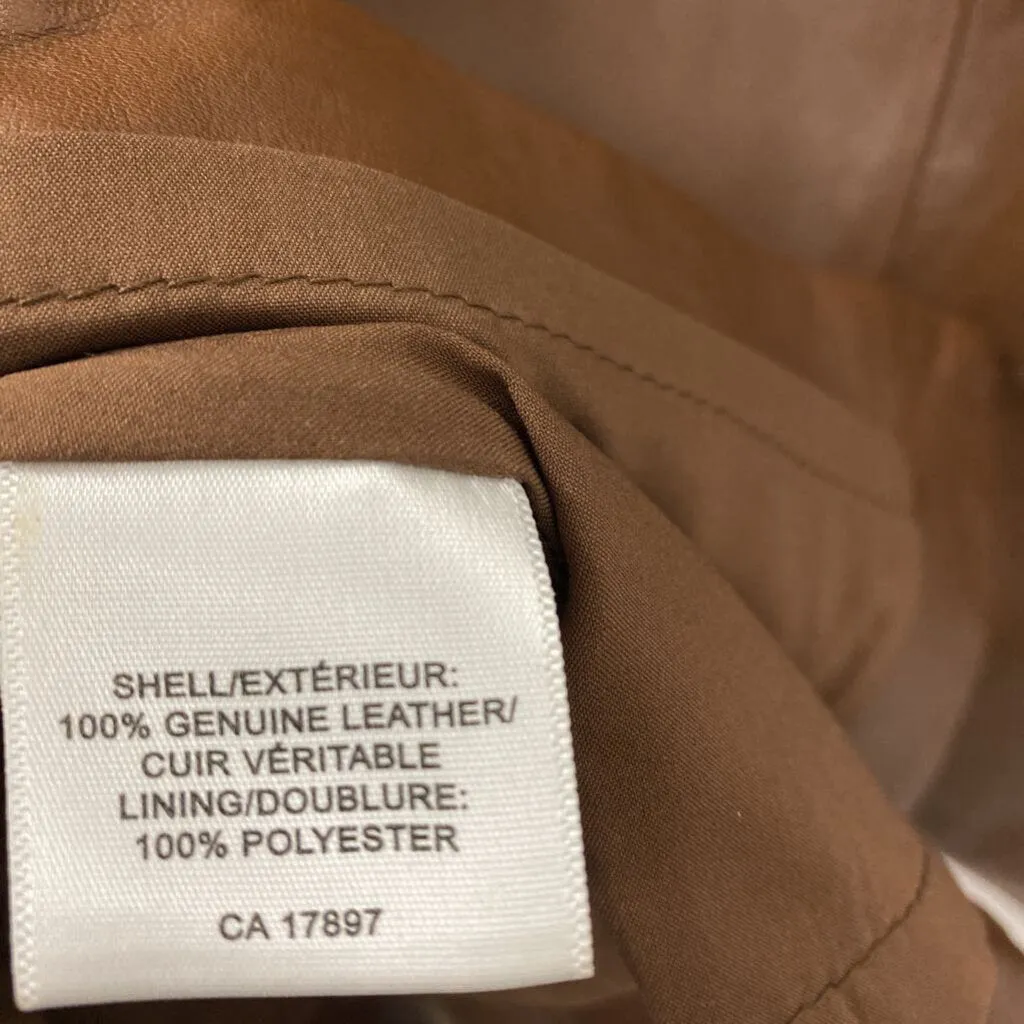 SHELL/EXTÉRIEUR:
100% GENUINE LEATHER/
CUIR VÉRITABLE
LINING/DOUBLURE:
100% POLYESTER
CA 17897